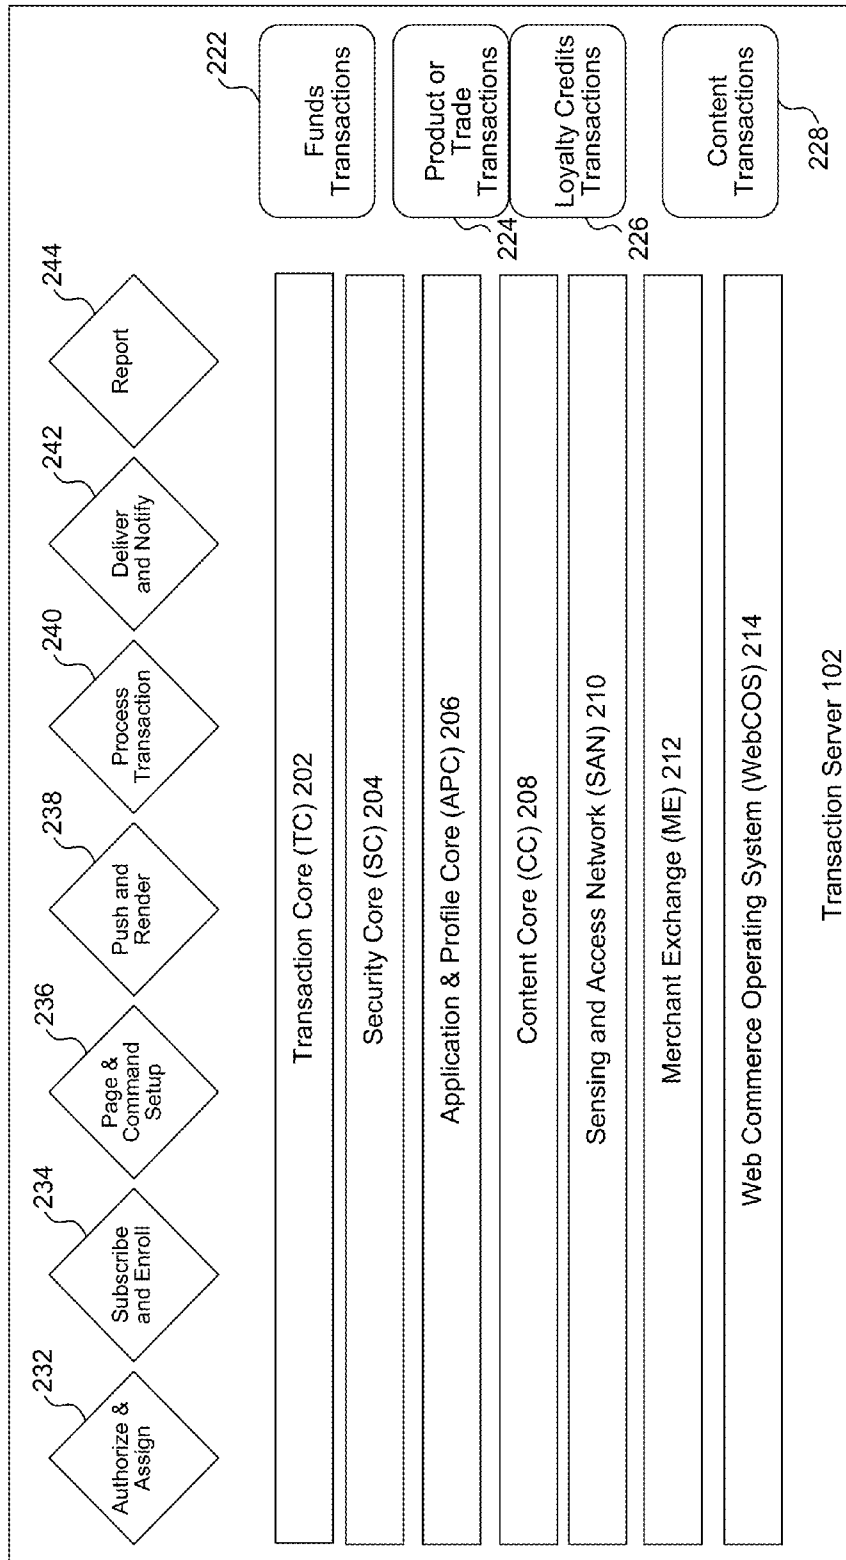 232
Authorize &
Assign
234
Subscribe
and Enroll
236
Page &
Command
Setup
238
Push and
Render
240
Process
Transaction
242
Deliver
and Notify
244
Report
Transaction Core (TC) 202
Security Core (SC) 204
Application & Profile Core (APC) 206
Content Core (CC) 208
Sensing and Access Network (SAN) 210
Merchant Exchange (ME) 212
Web Commerce Operating System (WebCOS) 214
222
Funds
Transactions
Product or
Trade
Transactions
224
Loyalty Credits
Transactions
226
Content
Transactions
228
Transaction Server 102